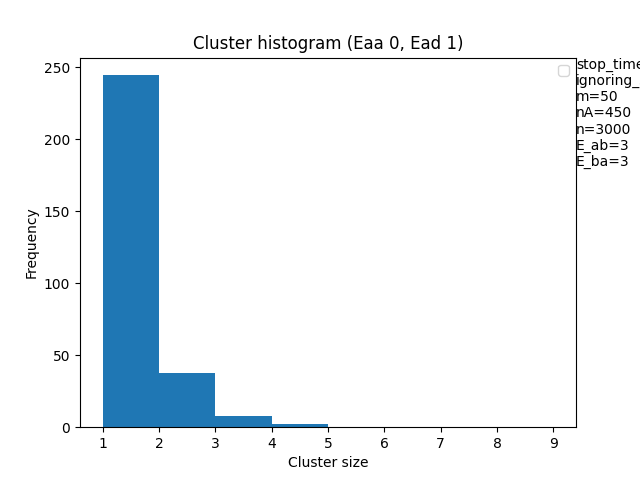 Cluster histogram (Eaa 0, Ead 1)
250
200
150
100
50
0
Frequency
1 2 3 4 5 6 7 8 9
Cluster size
stop_time
ignoring_
m=50
nA=450
n=3000
E_ab=3
E_ba=3